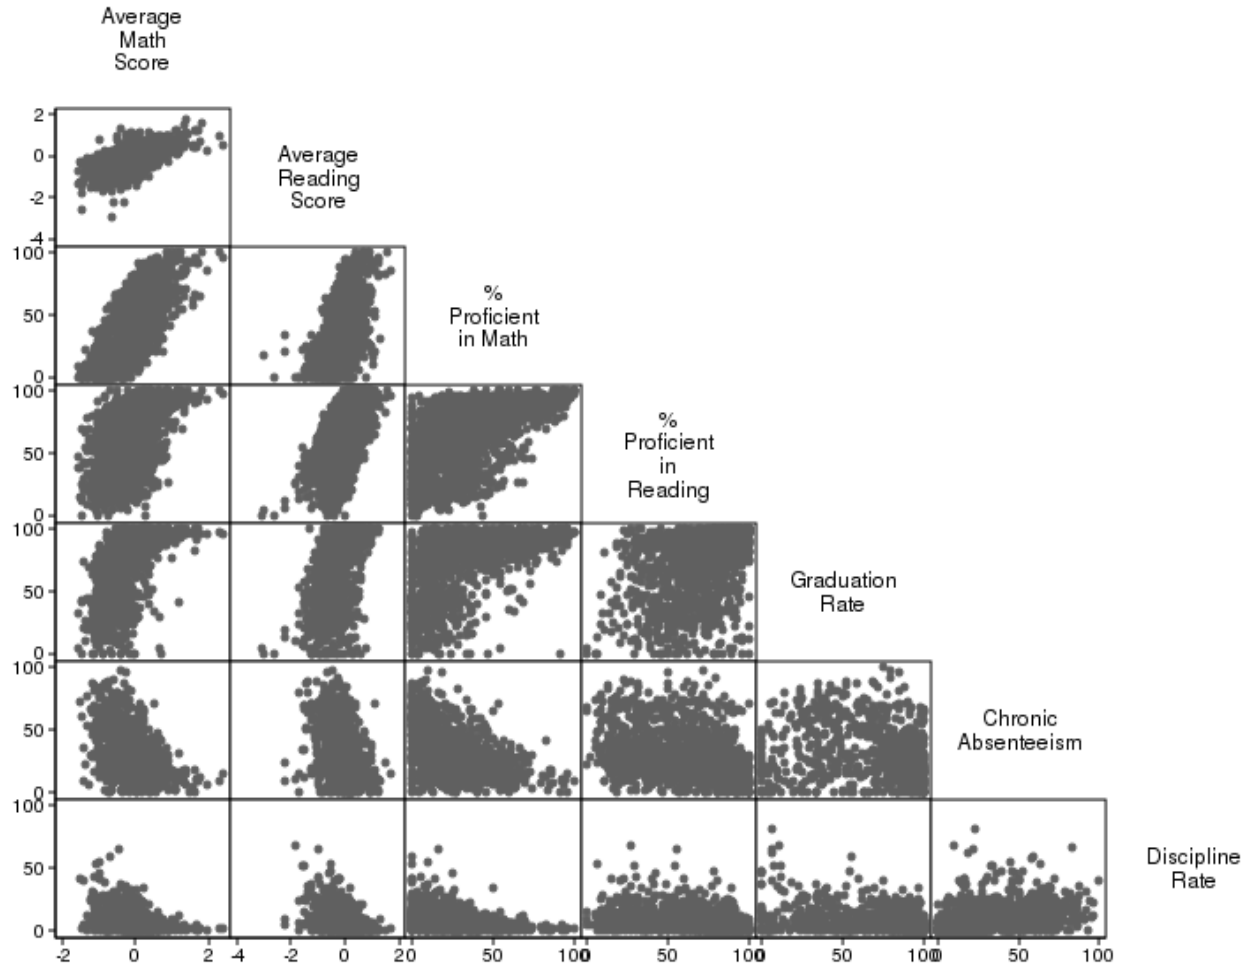 Average
Math
Score
2
0
-2
-4
Average
Reading
Score
100
50
0
%
Proficient
in Math
100
50
0
%
Proficient
in
Reading
100
50
0
Graduation
Rate
100
50
0
Chronic
Absenteeism
100
50
0
Discipline
Rate
-2 0 2 -4 -2 0 2 0 50 100 0 50 100 0 50 100 0 50 100